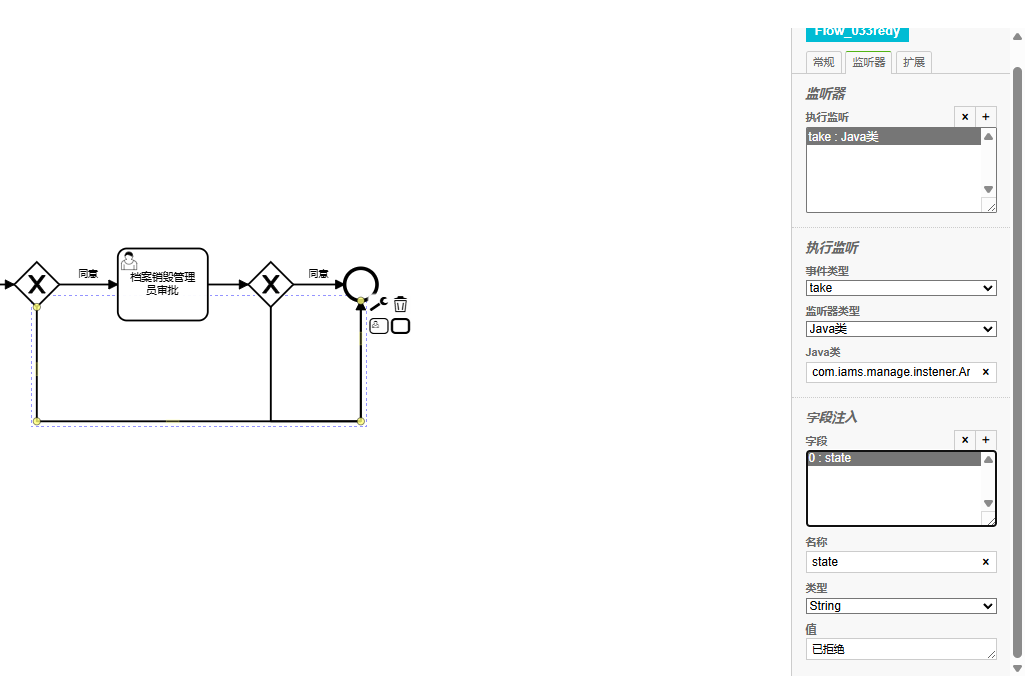 Flow_033redy
常规 监听器 扩展
监听器
执行监听 × +
take : Java类
执行监听
事件类型
take
监听器类型
Java类
Java类
com.iams.manage.instener.Ar ×
字段注入
字段 × +
0 : state
名称
state ×
类型
String
值
已拒绝
同意
档案销毁管理
员审批
同意